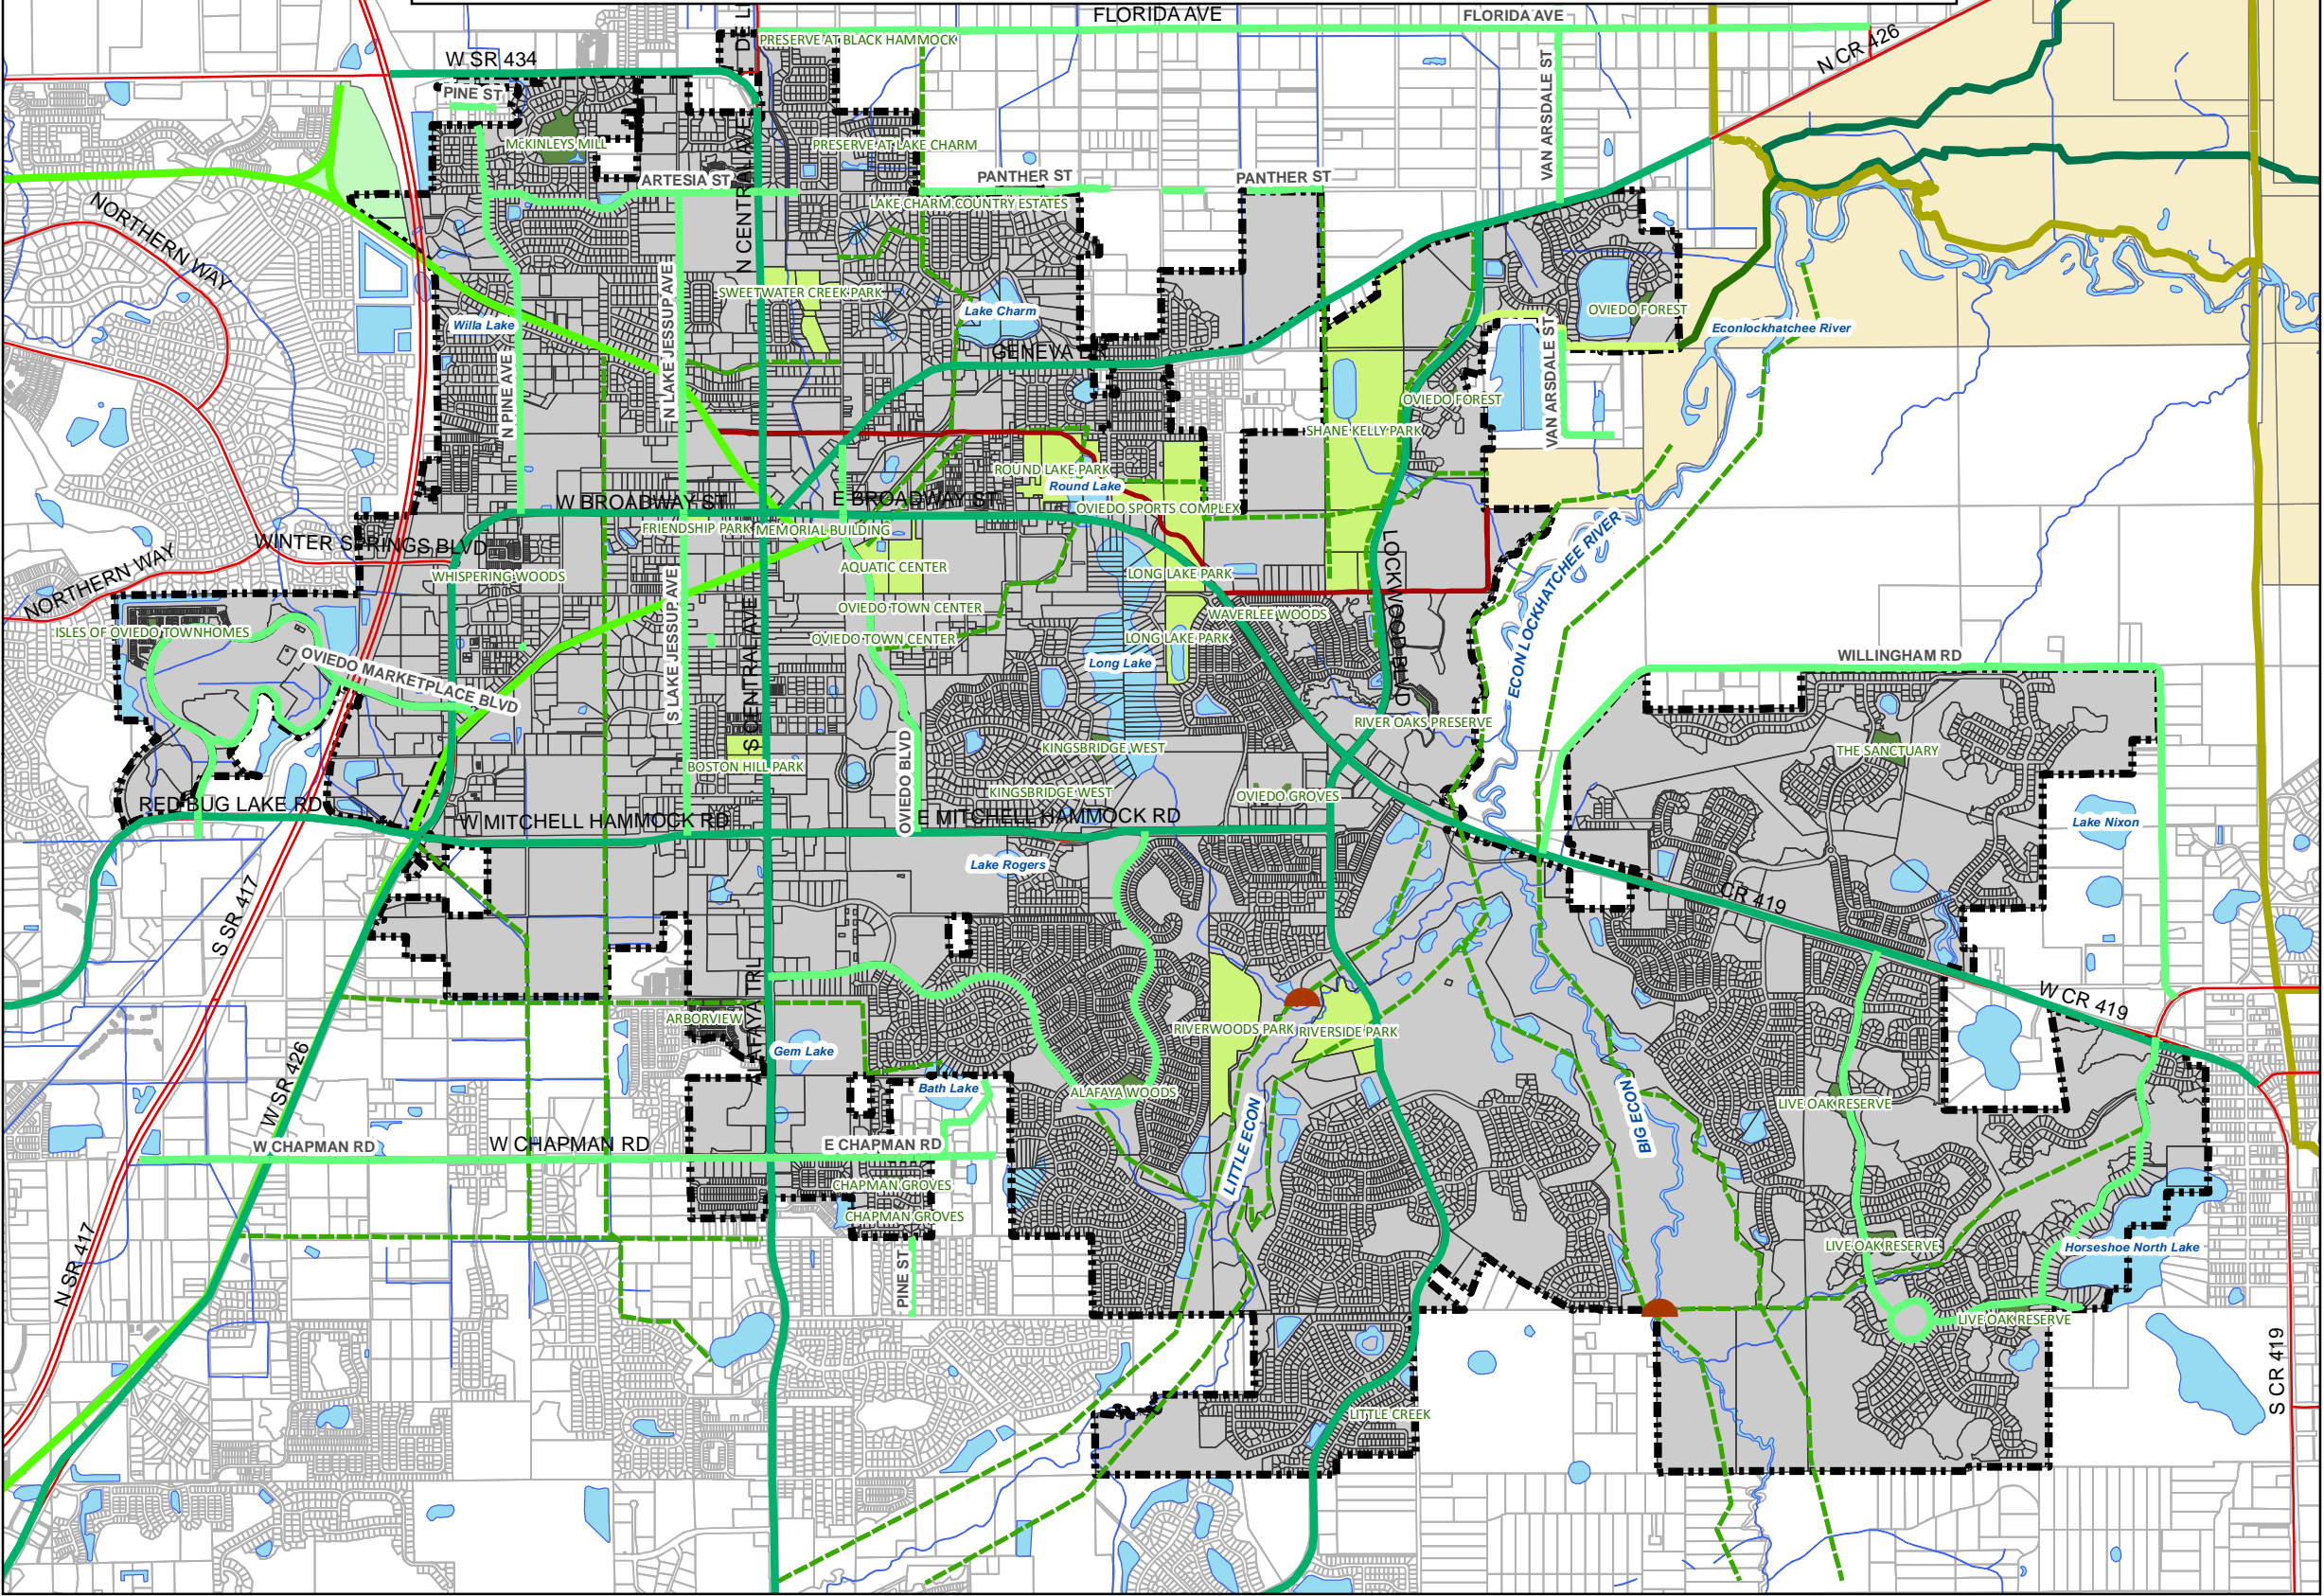 FLORIDA AVE
FLORIDA AVE
PRESERVE AT BLACK HAMMOCK
N CR 426
W SR 434
PINE ST
VAN ARSDALE ST
McKINLEYS MILL
PRESERVE AT LAKE CHARM
ARTESIA ST
PANTHER ST
PANTHER ST
N CENTRAL AVE
LAKE CHARM COUNTRY ESTATES
NORTHERN WAY
SWEETWATER CREEK PARK
Lake Charm
OVIEDO FOREST
Willa Lake
Econlockhatchee River
N LAKE JESSUP AVE
GENEVA DR
N PINE AVE
VAN ARSDALE ST
OVIEDO FOREST
SHANE KELLY PARK
ROUND LAKE PARK
Round Lake
W BROADWAY ST
E BROADWAY ST
OVIEDO SPORTS COMPLEX
FRIENDSHIP PARK
MEMORIAL BUILDING
WINTER SPRINGS BLVD
NORTHERN WAY
WHISPERING WOODS
AQUATIC CENTER
LONG LAKE PARK
ECON LOCKHATCHEE RIVER
LOCKWOOD BLVD
OVIEDO TOWN CENTER
WAVERLEE WOODS
ISLES OF OVIEDO TOWNHOMES
OVIEDO TOWN CENTER
LONG LAKE PARK
S LAKE JESSUP AVE
S CENTRAL AVE
Long Lake
WILLINGHAM RD
OVIEDO MARKETPLACE BLVD
RIVER OAKS PRESERVE
KINGSBRIDGE WEST
THE SANCTUARY
BOSTON HILL PARK
OVIEDO BLVD
KINGSBRIDGE WEST
OVIEDO GROVES
RED BUG LAKE RD
W MITCHELL HAMMOCK RD
E MITCHELL HAMMOCK RD
Lake Nixon
Lake Rogers
CR 419
S SR 417
W CR 419
ALAFAYA TRL
ARBORVIEW
RIVERWOODS PARK
RIVERSIDE PARK
Gem Lake
Bath Lake
ALAFAYA WOODS
LIVE OAK RESERVE
W SR 426
BIG ECON
LITTLE ECON
W CHAPMAN RD
W CHAPMAN RD
E CHAPMAN RD
CHAPMAN GROVES
CHAPMAN GROVES
N SR 417
PINE ST
LIVE OAK RESERVE
Horseshoe North Lake
LIVE OAK RESERVE
S CR 419
LITTLE CREEK